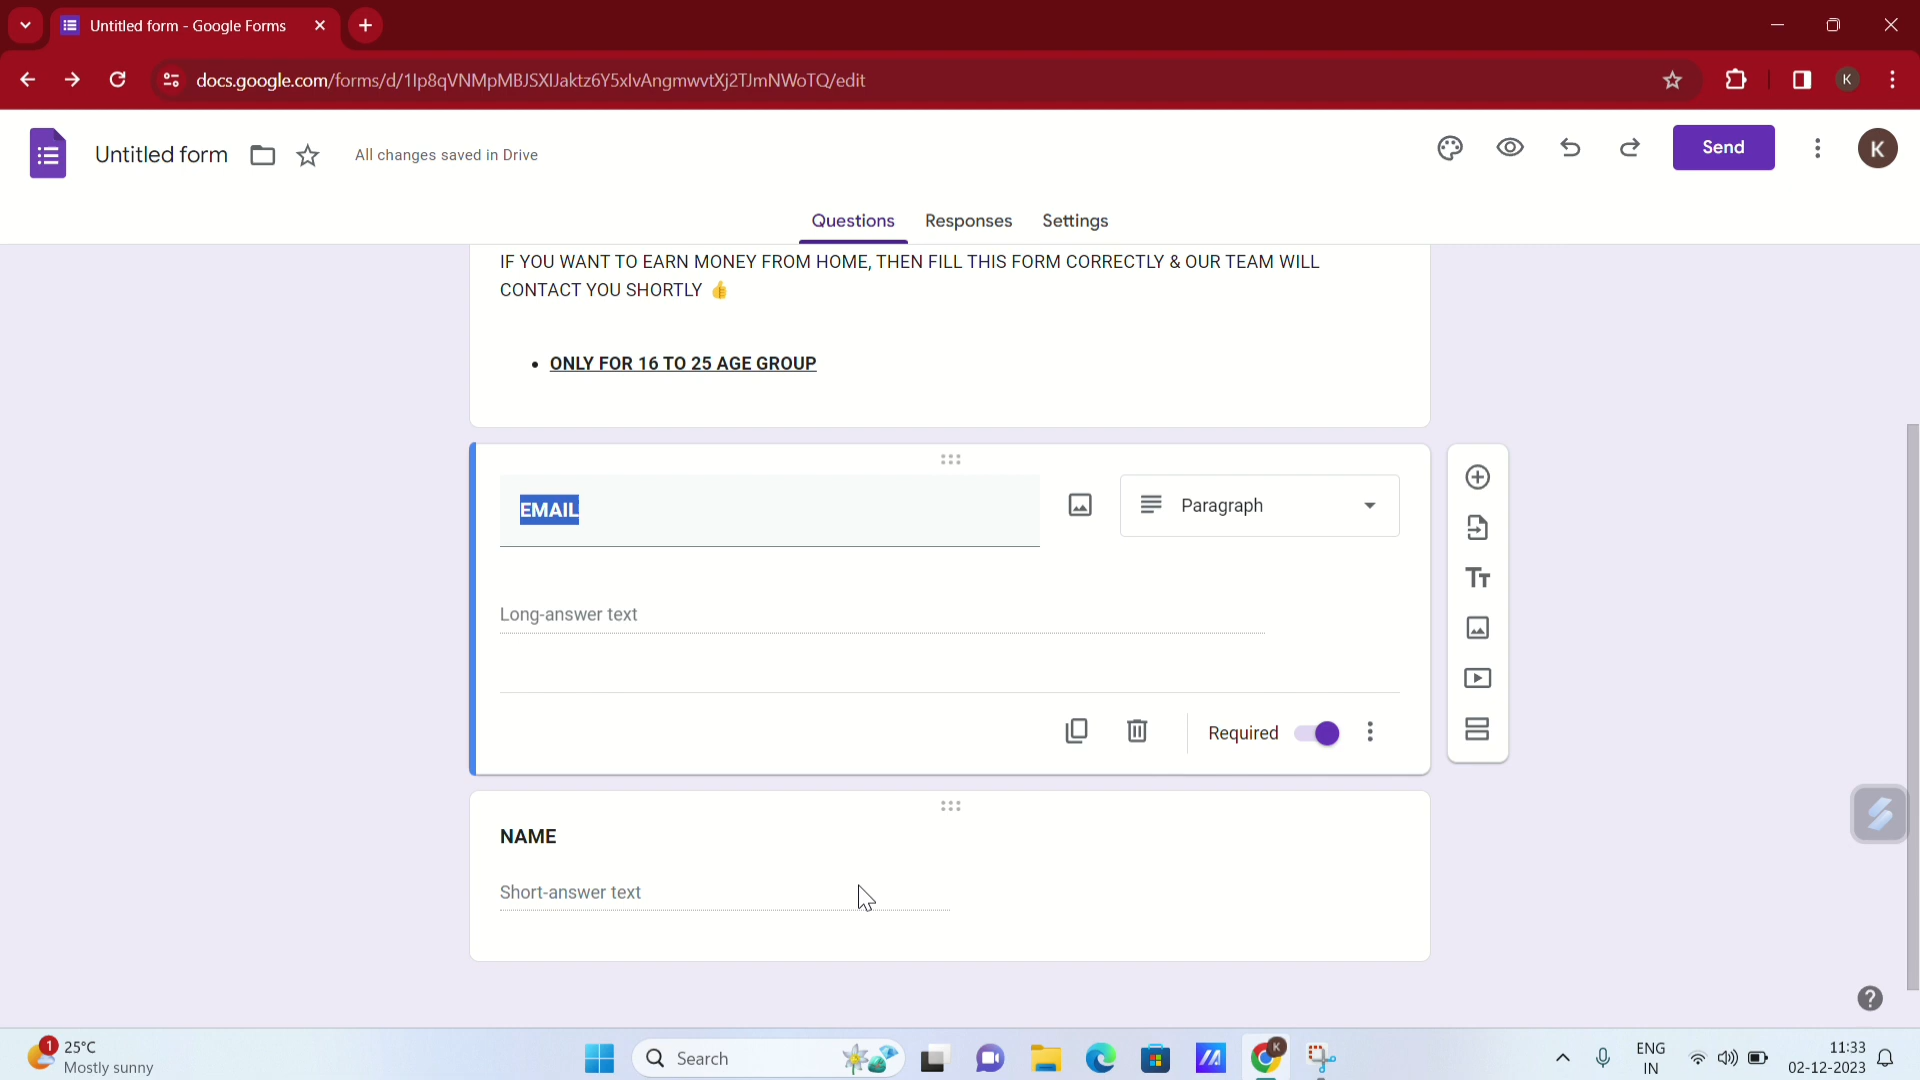 Untitled form - Google Forms
docs.google.com/forms/d/1Ip8qVNMpMBJSXIJaktz6Y5xIvAngmwvtXj2TJmNWoTQ/edit
K
Untitled form
All changes saved in Drive
Send
K
Questions Responses Settings
IF YOU WANT TO EARN MONEY FROM HOME, THEN FILL THIS FORM CORRECTLY & OUR TEAM WILL
CONTACT YOU SHORTLY 👍
• ONLY FOR 16 TO 25 AGE GROUP
EMAIL
Paragraph
Long-answer text
Required
NAME
Short-answer text
1
25°C
Mostly sunny
Search
K
ENG
IN
11:33
02-12-2023